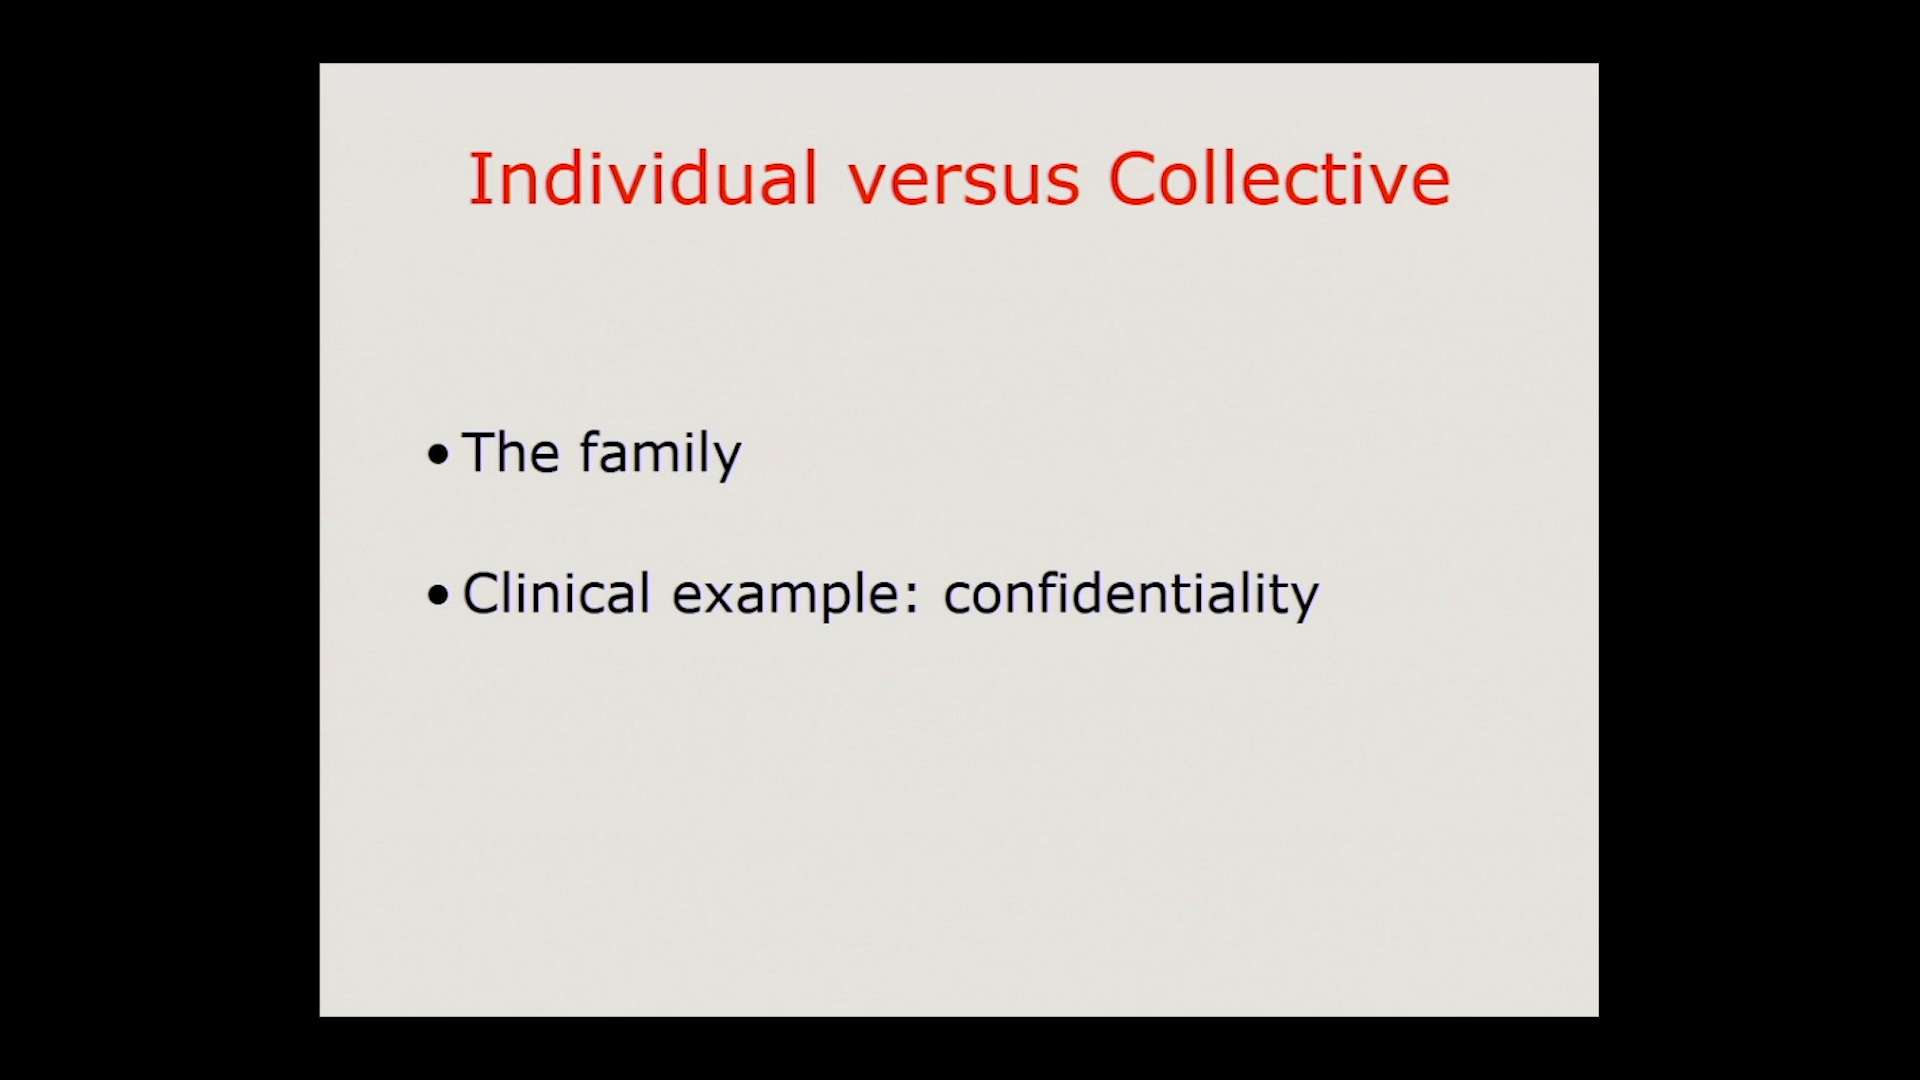 Individual versus Collective
• The family
• Clinical example: confidentiality